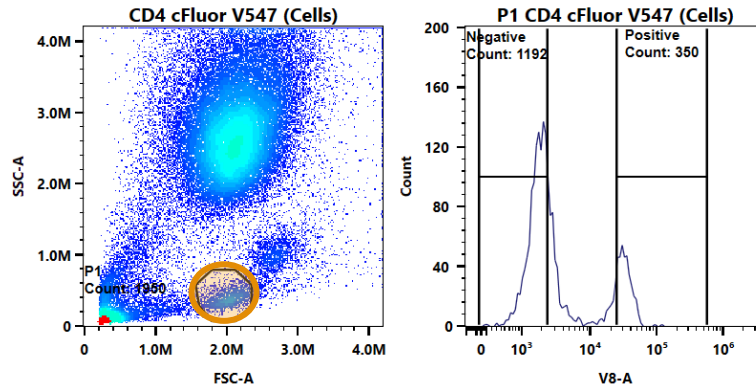 CD4 cFluor V547 (Cells)
4.0M
3.0M
2.0M
1.0M
0
SSC-A
P1
Count: 1950
0
1.0M
2.0M
3.0M
4.0M
FSC-A
P1 CD4 cFluor V547 (Cells)
200
160
120
80
40
0
Count
Negative
Count: 1192
Positive
Count: 350
0
10³
10⁴
10⁵
10⁶
V8-A